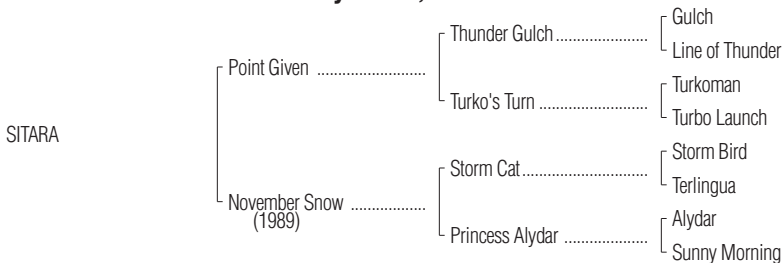 Gulch
Thunder Gulch
Line of Thunder
Point Given
Turkoman
Turko's Turn
Turbo Launch
SITARA
Storm Bird
Storm Cat
Terlingua
November Snow
(1989)
Alydar
Princess Alydar
Sunny Morning